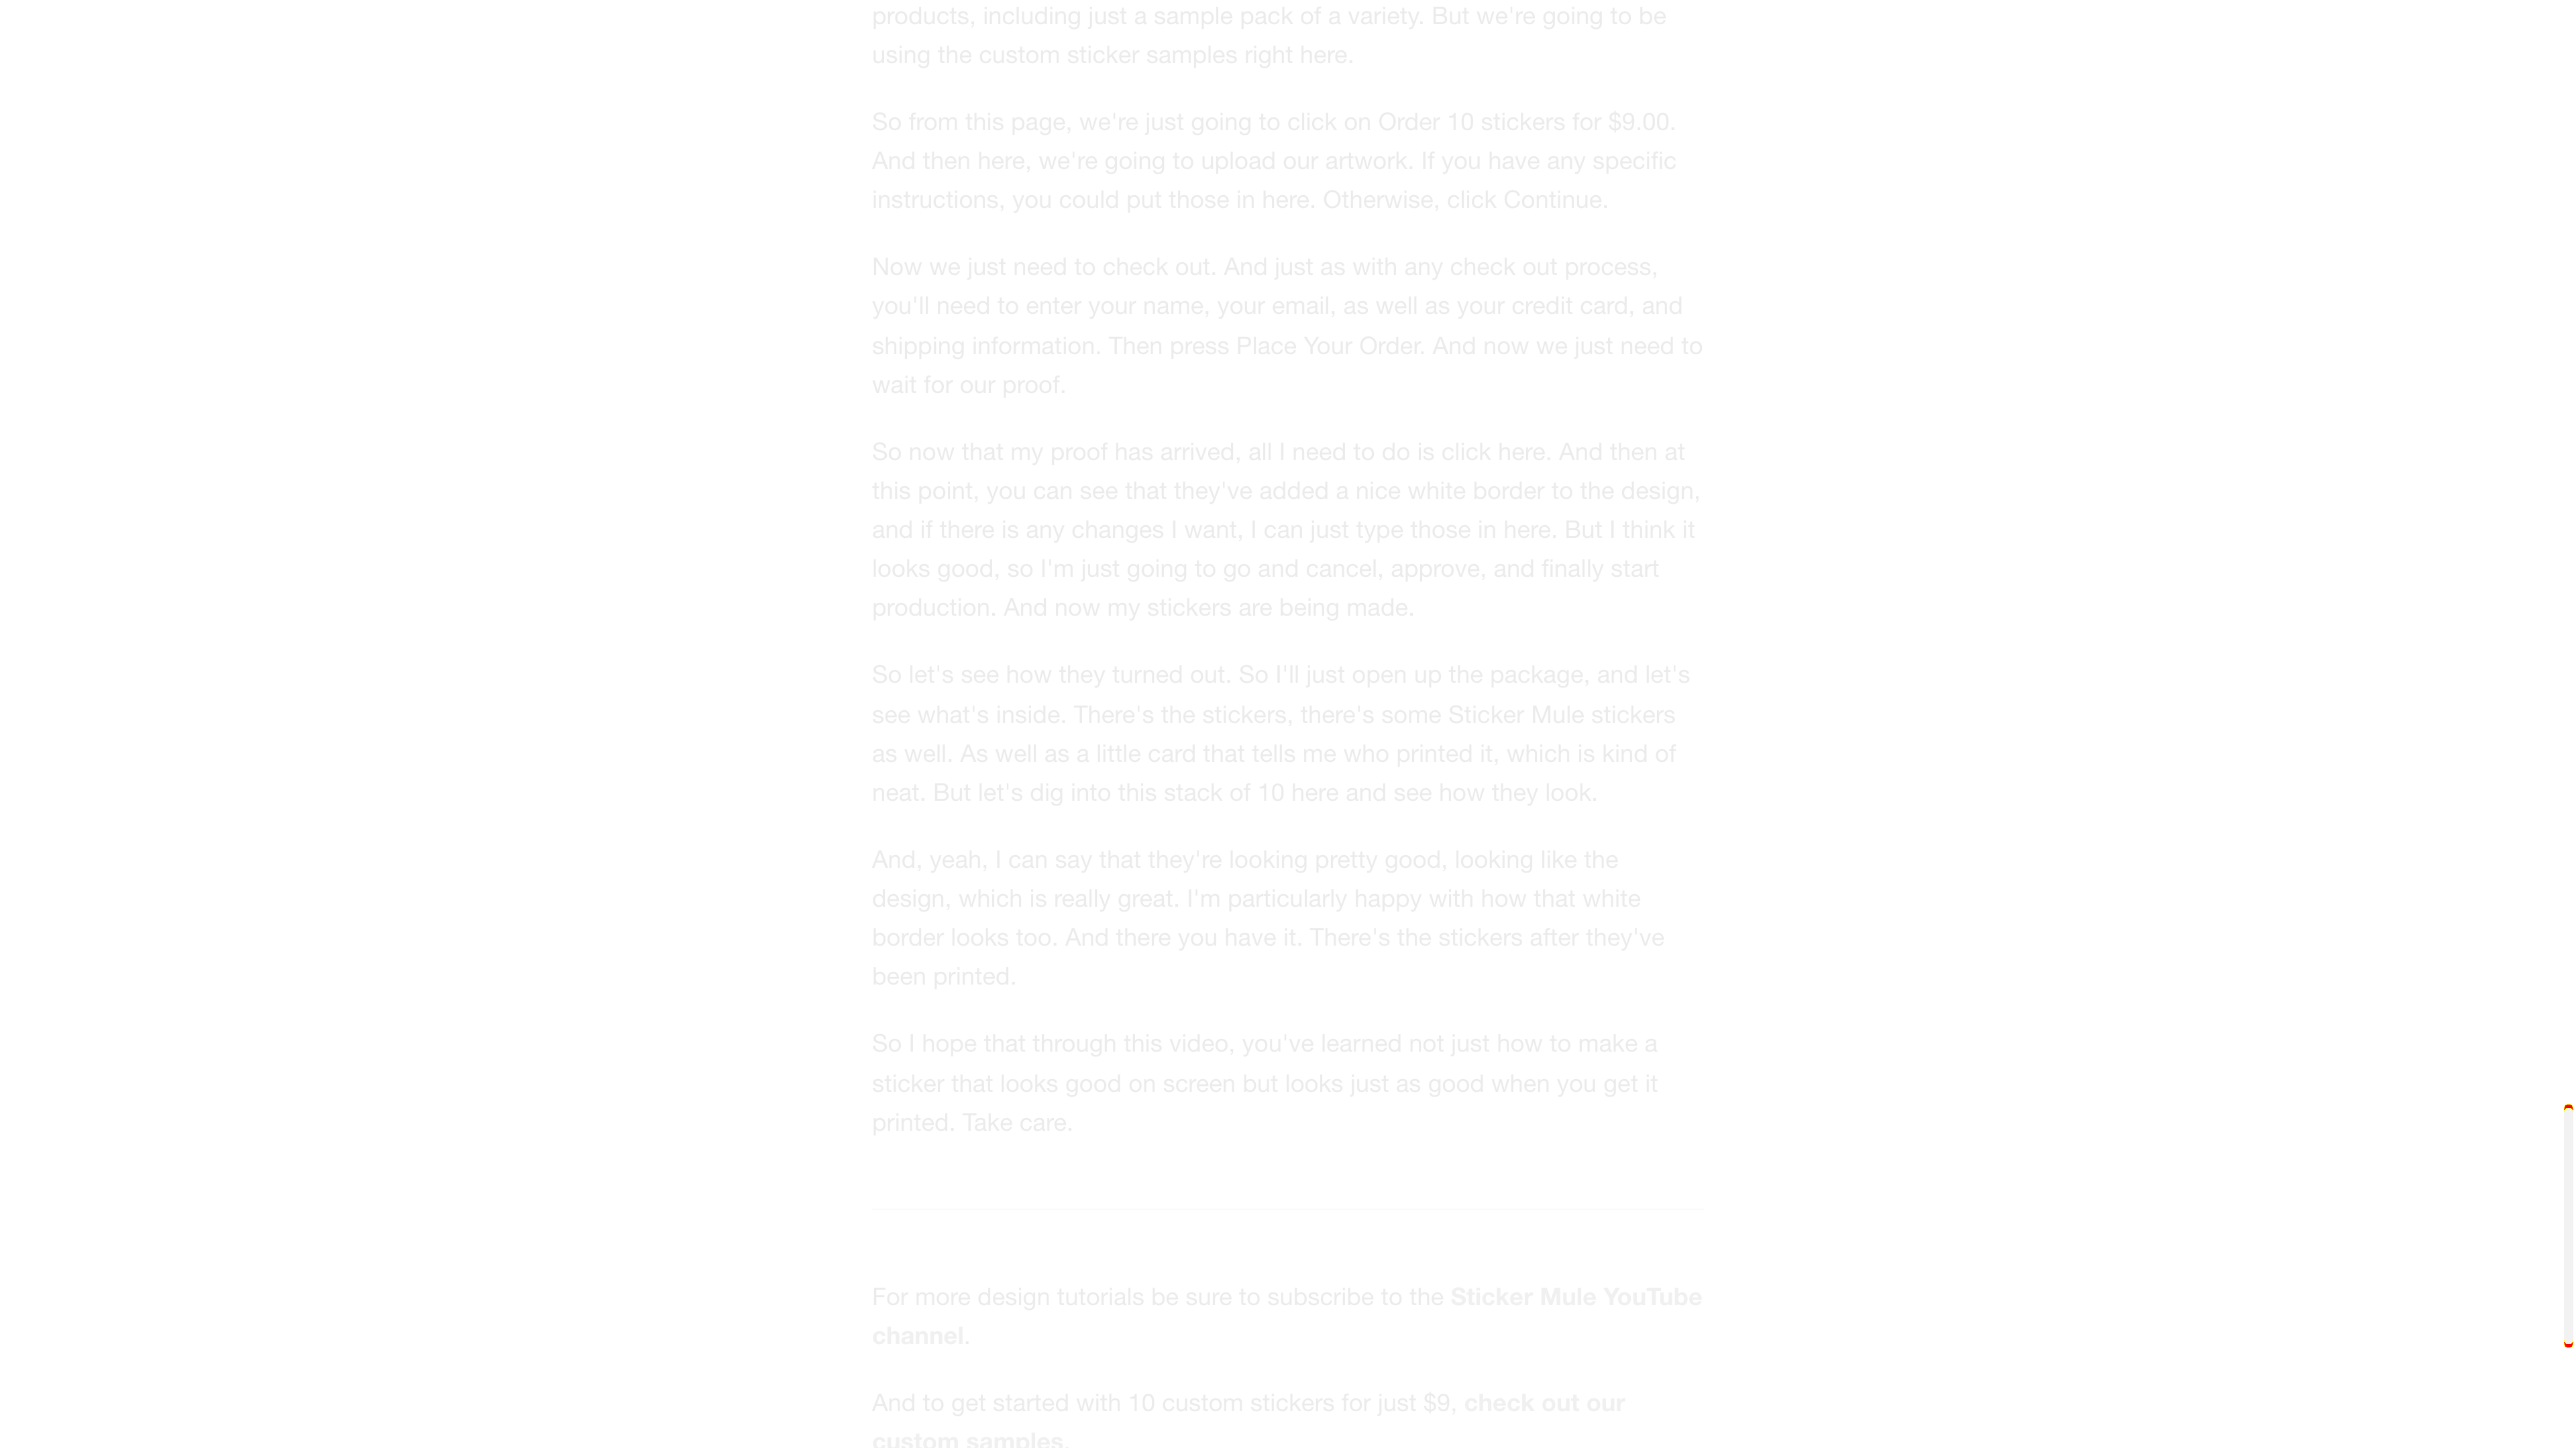 products, including just a sample pack of a variety. But we're going to be
using the custom sticker samples right here.
So from this page, we're just going to click on Order 10 stickers for $9.00.
And then here, we're going to upload our artwork. If you have any specific
instructions, you could put those in here. Otherwise, click Continue.
Now we just need to check out. And just as with any check out process,
you'll need to enter your name, your email, as well as your credit card, and
shipping information. Then press Place Your Order. And now we just need to
wait for our proof.
So now that my proof has arrived, all I need to do is click here. And then at
this point, you can see that they've added a nice white border to the design,
and if there is any changes I want, I can just type those in here. But I think it
looks good, so I'm just going to go and cancel, approve, and finally start
production. And now my stickers are being made.
So let's see how they turned out. So I'll just open up the package, and let's
see what's inside. There's the stickers, there's some Sticker Mule stickers
as well. As well as a little card that tells me who printed it, which is kind of
neat. But let's dig into this stack of 10 here and see how they look.
And, yeah, I can say that they're looking pretty good, looking like the
design, which is really great. I'm particularly happy with how that white
border looks too. And there you have it. There's the stickers after they've
been printed.
So I hope that through this video, you've learned not just how to make a
sticker that looks good on screen but looks just as good when you get it
printed. Take care.
For more design tutorials be sure to subscribe to the Sticker Mule YouTube
channel.
And to get started with 10 custom stickers for just $9, check out our
custom samples.